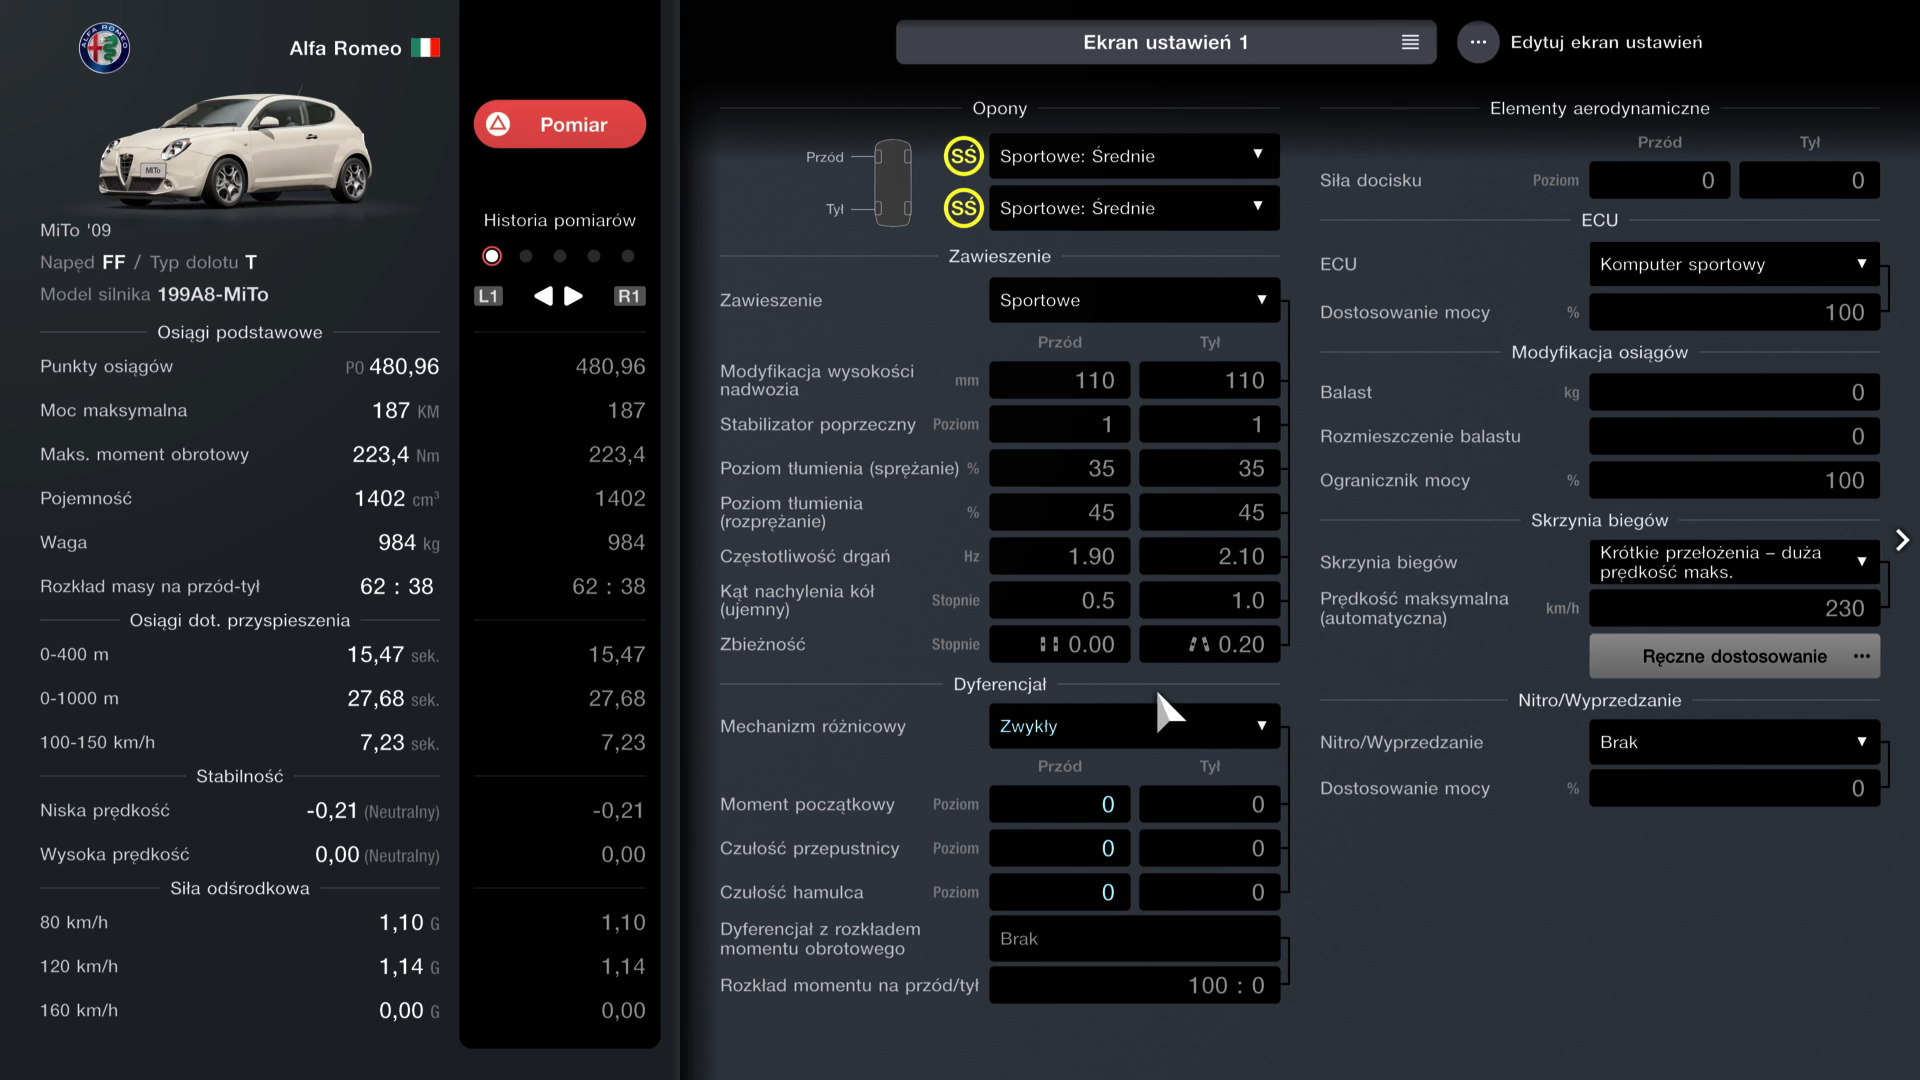 Alfa Romeo
MiTo '09
Napęd FF / Typ dolotu T
Model silnika 199A8-MiTo
Osiągi podstawowe
Punkty osiągów PO 480,96
Moc maksymalna 187 KM
Maks. moment obrotowy 223,4 Nm
Pojemność 1402 cm³
Waga 984 kg
Rozkład masy na przód-tył 62 : 38
Osiągi dot. przyspieszenia
0-400 m 15,47 sek.
0-1000 m 27,68 sek.
100-150 km/h 7,23 sek.
Stabilność
Niska prędkość -0,21 (Neutralny)
Wysoka prędkość 0,00 (Neutralny)
Siła odśrodkowa
80 km/h 1,10 G
120 km/h 1,14 G
160 km/h 0,00 G
Pomiar
Historia pomiarów
L1 R1
480,96
187
223,4
1402
984
62 : 38
15,47
27,68
7,23
-0,21
0,00
1,10
1,14
0,00
Ekran ustawień 1
Edytuj ekran ustawień
Opony
Przód SŚ Sportowe: Średnie
Tył SŚ Sportowe: Średnie
Zawieszenie
Zawieszenie Sportowe
Przód Tył
Modyfikacja wysokości
nadwozia mm 110 110
Stabilizator poprzeczny Poziom 1 1
Poziom tłumienia (sprężanie) % 35 35
Poziom tłumienia
(rozprężanie) % 45 45
Częstotliwość drgań Hz 1.90 2.10
Kąt nachylenia kół
(ujemny) Stopnie 0.5 1.0
Zbieżność Stopnie 0.00 0.20
Dyferencjał
Mechanizm różnicowy Zwykły
Przód Tył
Moment początkowy Poziom 0 0
Czułość przepustnicy Poziom 0 0
Czułość hamulca Poziom 0 0
Dyferencjał z rozkładem
momentu obrotowego Brak
Rozkład momentu na przód/tył 100 : 0
Elementy aerodynamiczne
Przód Tył
Siła docisku Poziom 0 0
ECU
ECU Komputer sportowy
Dostosowanie mocy % 100
Modyfikacja osiągów
Balast kg 0
Rozmieszczenie balastu 0
Ogranicznik mocy % 100
Skrzynia biegów
Skrzynia biegów Krótkie przełożenia – duża
prędkość maks.
Prędkość maksymalna
(automatyczna) km/h 230
Ręczne dostosowanie
Nitro/Wyprzedzanie
Nitro/Wyprzedzanie Brak
Dostosowanie mocy % 0